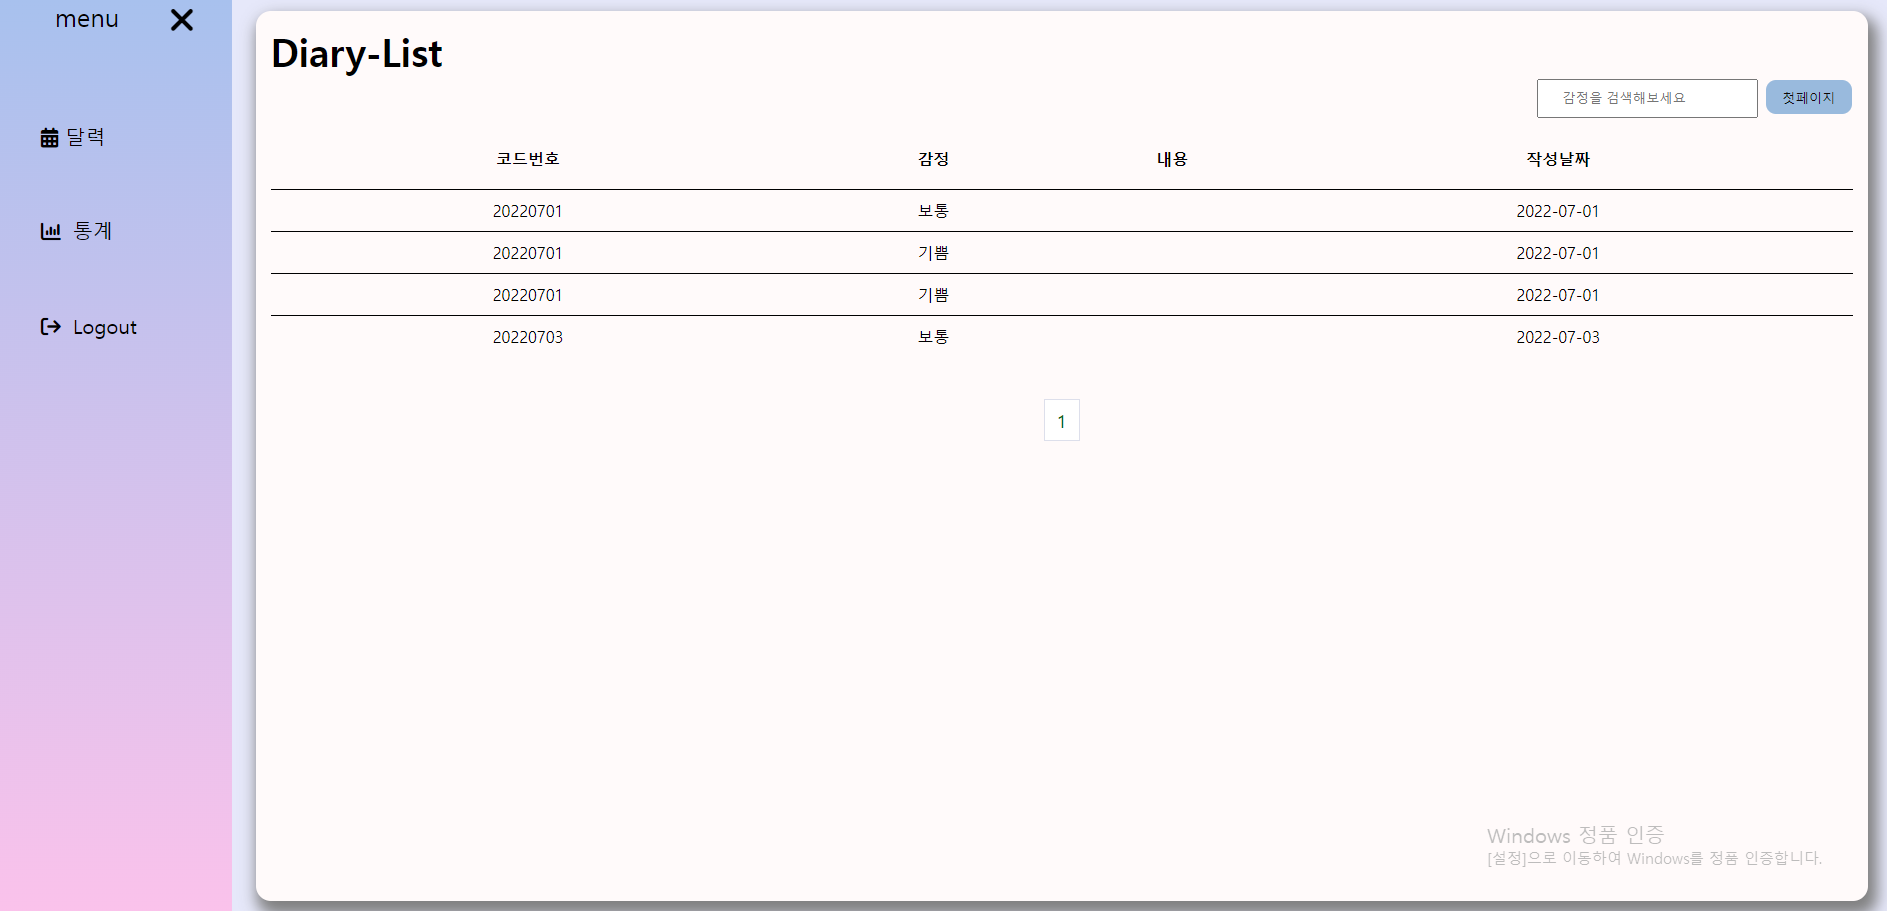 menu
달력
통계
Logout
Diary-List
감정을 검색해보세요 첫페이지
코드번호 감정 내용 작성날짜
20220701 보통 2022-07-01
20220701 기쁨 2022-07-01
20220701 기쁨 2022-07-01
20220703 보통 2022-07-03
1
Windows 정품 인증
[설정]으로 이동하여 Windows를 정품 인증합니다.